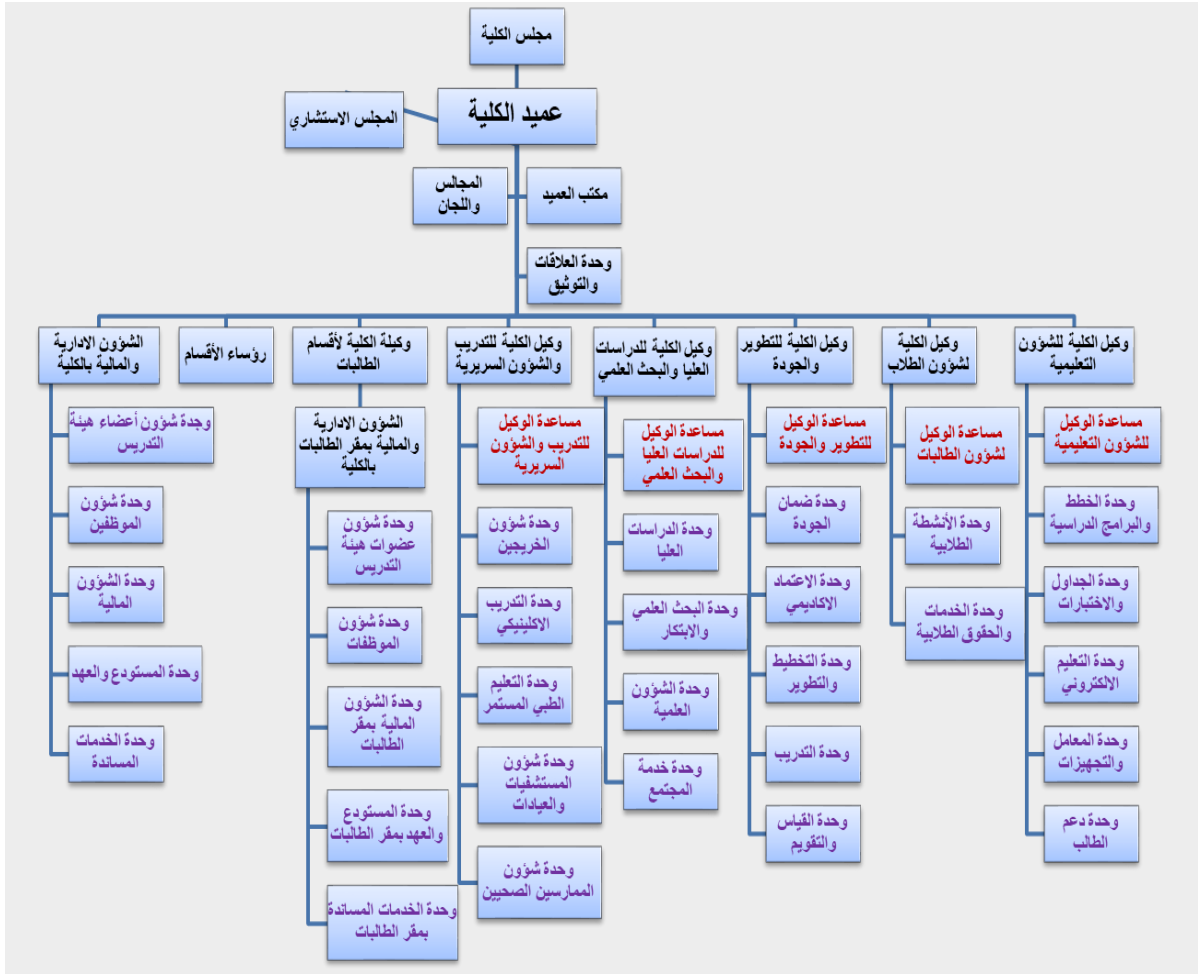 مجلس الكلية
عميد الكلية
المجلس الاستشاري
مكتب العميد
المجالس
واللجان
وحدة العلاقات
والتوثيق
وكيل الكلية للشؤون
التعليمية
مساعدة الوكيل
للشؤون التعليمية
وحدة الخطط
والبرامج الدراسية
وحدة الجداول
والاختبارات
وحدة التعليم
الالكتروني
وحدة المعامل
والتجهيزات
وحدة دعم
الطالب
وكيل الكلية
لشؤون الطلاب
مساعدة الوكيل
لشؤون الطالبات
وحدة الأنشطة
الطلابية
وحدة الخدمات
والحقوق الطلابية
وكيل الكلية للتطوير
والجودة
مساعدة الوكيل
للتطوير والجودة
وحدة ضمان
الجودة
وحدة الاعتماد
الاكاديمي
وحدة التخطيط
والتطوير
وحدة التدريب
وحدة القياس
والتقويم
وكيل الكلية للدراسات
العليا والبحث العلمي
مساعدة الوكيل
للدراسات العليا
والبحث العلمي
وحدة الدراسات
العليا
وحدة البحث العلمي
والابتكار
وحدة الشؤون
العلمية
وحدة خدمة
المجتمع
وكيل الكلية للتدريب
والشؤون السريرية
مساعدة الوكيل
للتدريب والشؤون
السريرية
وحدة شؤون
الخريجين
وحدة التدريب
الاكلينيكي
وحدة التعليم
الطبي المستمر
وحدة شؤون
المستشفيات
والعيادات
وحدة شؤون
الممارسين الصحيين
وكيلة الكلية لأقسام
الطالبات
الشؤون الادارية
والمالية بمقر الطالبات
بالكلية
وحدة شؤون
عضوات هيئة
التدريس
وحدة شؤون
الموظفات
وحدة الشؤون
المالية بمقر
الطالبات
وحدة المستودع
والعهد بمقر الطالبات
وحدة الخدمات المساندة
بمقر الطالبات
رؤساء الأقسام
الشؤون الادارية
والمالية بالكلية
وجدة شؤون أعضاء هيئة
التدريس
وحدة شؤون
الموظفين
وحدة الشؤون
المالية
وحدة المستودع والعهد
وحدة الخدمات
المساندة